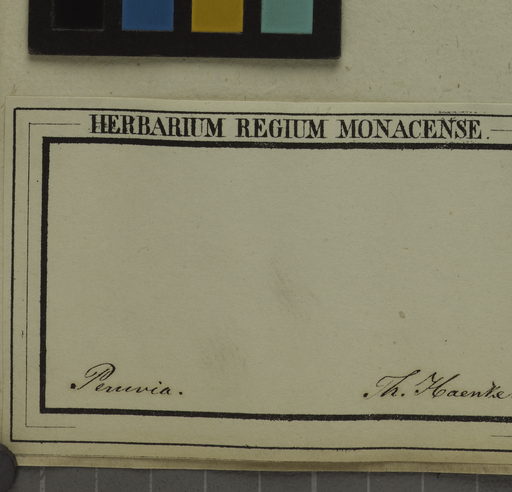 HERBARIUM REGIUM MONACENSE.
Peruvia.
Th. Haenke